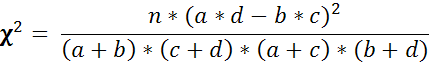 χ² = n * (a * d − b * c)² / (a + b) * (c + d) * (a + c) * (b + d)